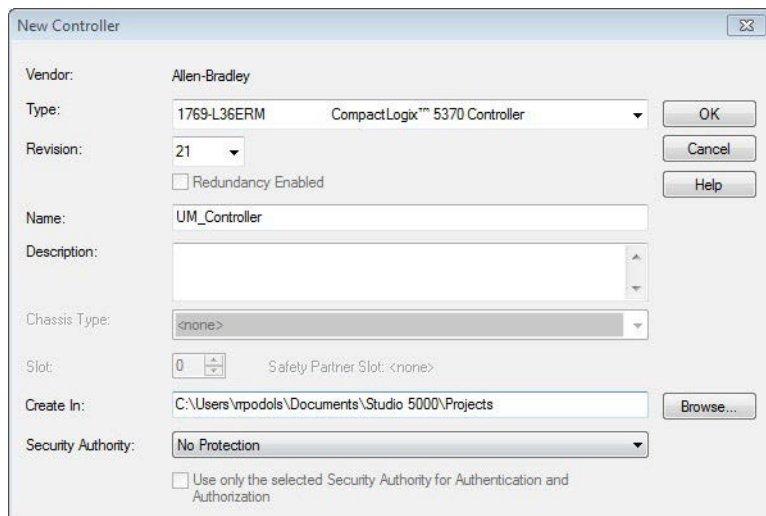 New Controller
Vendor: Allen-Bradley
Type: 1769-L36ERM CompactLogix™ 5370 Controller OK
Revision: 21 Cancel
Redundancy Enabled Help
Name: UM_Controller
Description:
Chassis Type: <none>
Slot: 0 Safety Partner Slot: <none>
Create In: C:\Users\rrpodols\Documents\Studio 5000\Projects Browse...
Security Authority: No Protection
Use only the selected Security Authority for Authentication and
Authorization